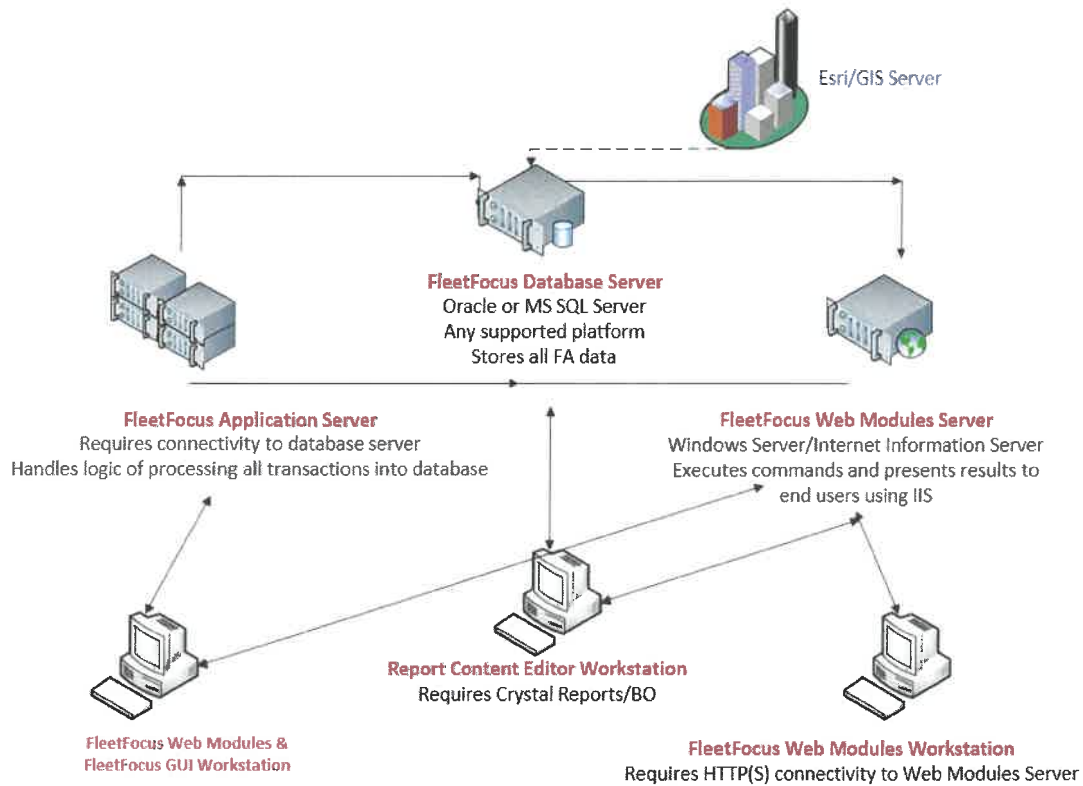 Esri/GIS Server
FleetFocus Database Server
Oracle or MS SQL Server
Any supported platform
Stores all FA data
FleetFocus Application Server
Requires connectivity to database server
Handles logic of processing all transactions into database
FleetFocus Web Modules Server
Windows Server/Internet Information Server
Executes commands and presents results to
end users using IIS
Report Content Editor Workstation
Requires Crystal Reports/BO
FleetFocus Web Modules &
FleetFocus GUI Workstation
FleetFocus Web Modules Workstation
Requires HTTP(S) connectivity to Web Modules Server